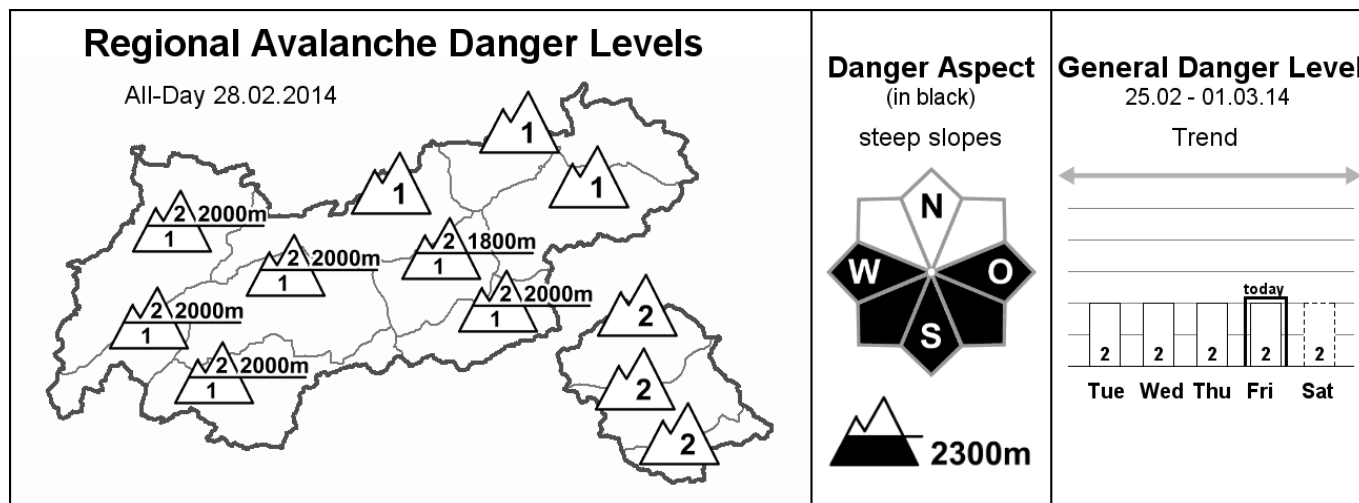 Regional Avalanche Danger Levels
All-Day 28.02.2014
1
1
1
2 2000m
1
2 2000m
1
2 1800m
1
2 2000m
1
2 2000m
1
2 2000m
1
2
2
2
Danger Aspect
(in black)
steep slopes
N
W O
S
2300m
General Danger Level
25.02 - 01.03.14
Trend
today
2 2 2 2 2
Tue Wed Thu Fri Sat